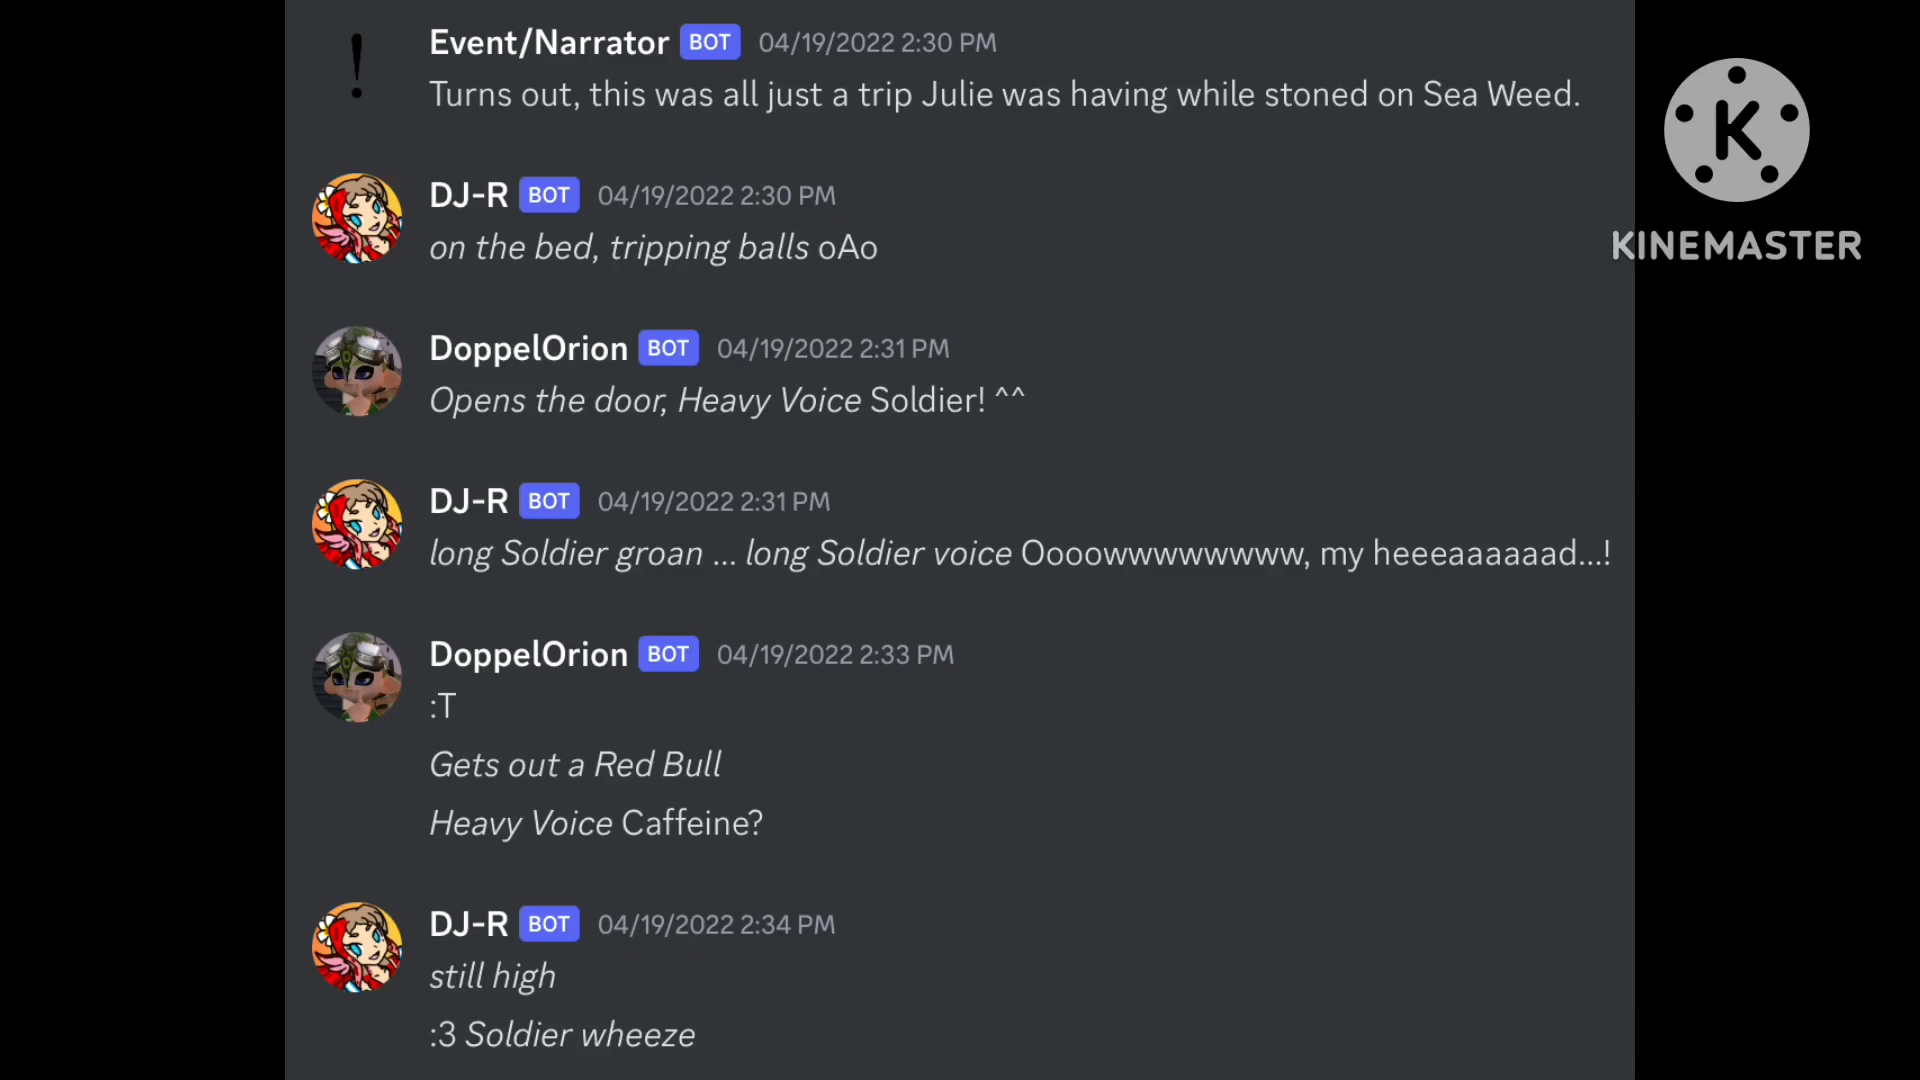 Event/Narrator BOT 04/19/2022 2:30 PM
Turns out, this was all just a trip Julie was having while stoned on Sea Weed.
K
KINEMASTER
DJ-R BOT 04/19/2022 2:30 PM
on the bed, tripping balls oAo
DoppelOrion BOT 04/19/2022 2:31 PM
Opens the door, Heavy Voice Soldier! ^^
DJ-R BOT 04/19/2022 2:31 PM
long Soldier groan ... long Soldier voice Oooowwwwwwww, my heeeaaaaaad...!
DoppelOrion BOT 04/19/2022 2:33 PM
:T
Gets out a Red Bull
Heavy Voice Caffeine?
DJ-R BOT 04/19/2022 2:34 PM
still high
:3 Soldier wheeze